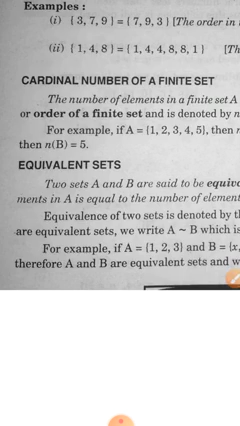 Examples :
(i) { 3, 7, 9 } = { 7, 9, 3 } [The order in
(ii) { 1, 4, 8 } = { 1, 4, 4, 8, 8, 1 } [Th
CARDINAL NUMBER OF A FINITE SET
The number of elements in a finite set A
or order of a finite set and is denoted by n
For example, if A = {1, 2, 3, 4, 5}, then n
then n(B) = 5.
EQUIVALENT SETS
Two sets A and B are said to be equiva
ments in A is equal to the number of element
Equivalence of two sets is denoted by th
are equivalent sets, we write A ~ B which is
For example, if A = {1, 2, 3} and B = {x,
therefore A and B are equivalent sets and w